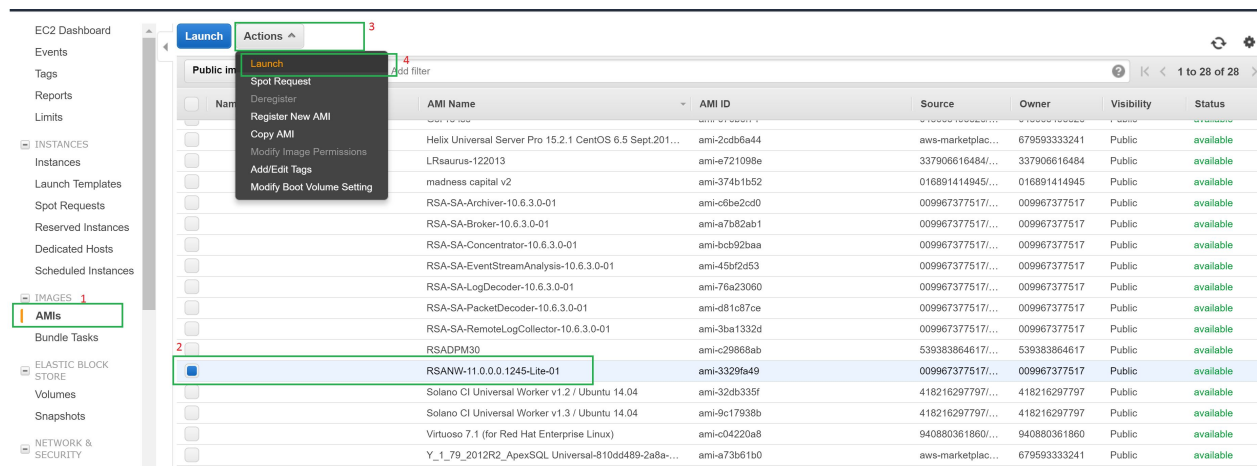 EC2 Dashboard
Events
Tags
Reports
Limits
INSTANCES
Instances
Launch Templates
Spot Requests
Reserved Instances
Dedicated Hosts
Scheduled Instances
IMAGES 1
AMIs
Bundle Tasks
ELASTIC BLOCK
STORE
Volumes
Snapshots
NETWORK &
SECURITY
Launch Actions 3
Launch 4
Spot Request
Deregister
Register New AMI
Copy AMI
Modify Image Permissions
Add/Edit Tags
Modify Boot Volume Setting
Public im Add filter 1 to 28 of 28
Nam AMI Name AMI ID Source Owner Visibility Status
Helix Universal Server Pro 15.2.1 CentOS 6.5 Sept.201... ami-2cdb6a44 aws-marketplac... 679593333241 Public available
LRsaurus-122013 ami-e721098e 337906616484/... 337906616484 Public available
madness capital v2 ami-374b1b52 016891414945/... 016891414945 Public available
RSA-SA-Archiver-10.6.3.0-01 ami-c6be2cd0 009967377517/... 009967377517 Public available
RSA-SA-Broker-10.6.3.0-01 ami-a7b82ab1 009967377517/... 009967377517 Public available
RSA-SA-Concentrator-10.6.3.0-01 ami-bcb92baa 009967377517/... 009967377517 Public available
RSA-SA-EventStreamAnalysis-10.6.3.0-01 ami-45bf2d53 009967377517/... 009967377517 Public available
RSA-SA-LogDecoder-10.6.3.0-01 ami-76a23060 009967377517/... 009967377517 Public available
RSA-SA-PacketDecoder-10.6.3.0-01 ami-d81c87ce 009967377517/... 009967377517 Public available
RSA-SA-RemoteLogCollector-10.6.3.0-01 ami-3ba1332d 009967377517/... 009967377517 Public available
2 RSADPM30 ami-c29868ab 539383864617/... 539383864617 Public available
RSANW-11.0.0.0.1245-Lite-01 ami-3329fa49 009967377517/... 009967377517 Public available
Solano CI Universal Worker v1.2 / Ubuntu 14.04 ami-32db335f 418216297797/... 418216297797 Public available
Solano CI Universal Worker v1.3 / Ubuntu 14.04 ami-9c17938b 418216297797/... 418216297797 Public available
Virtuoso 7.1 (for Red Hat Enterprise Linux) ami-c04220a8 940880361860/... 940880361860 Public available
Y_1_79_2012R2_ApexSQL Universal-810dd489-2a8a-... ami-a73b61b0 aws-marketplac... 679593333241 Public available